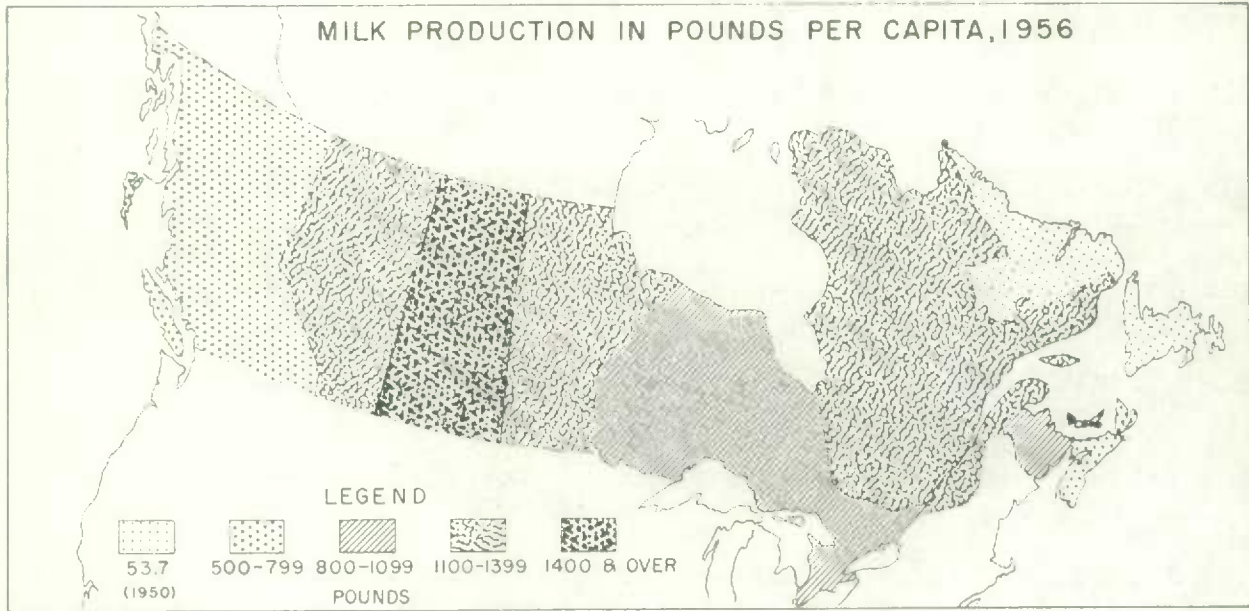 MILK PRODUCTION IN POUNDS PER CAPITA, 1956
LEGEND
53.7 500-799 800-1099 1100-1399 1400 & OVER
(1950) POUNDS